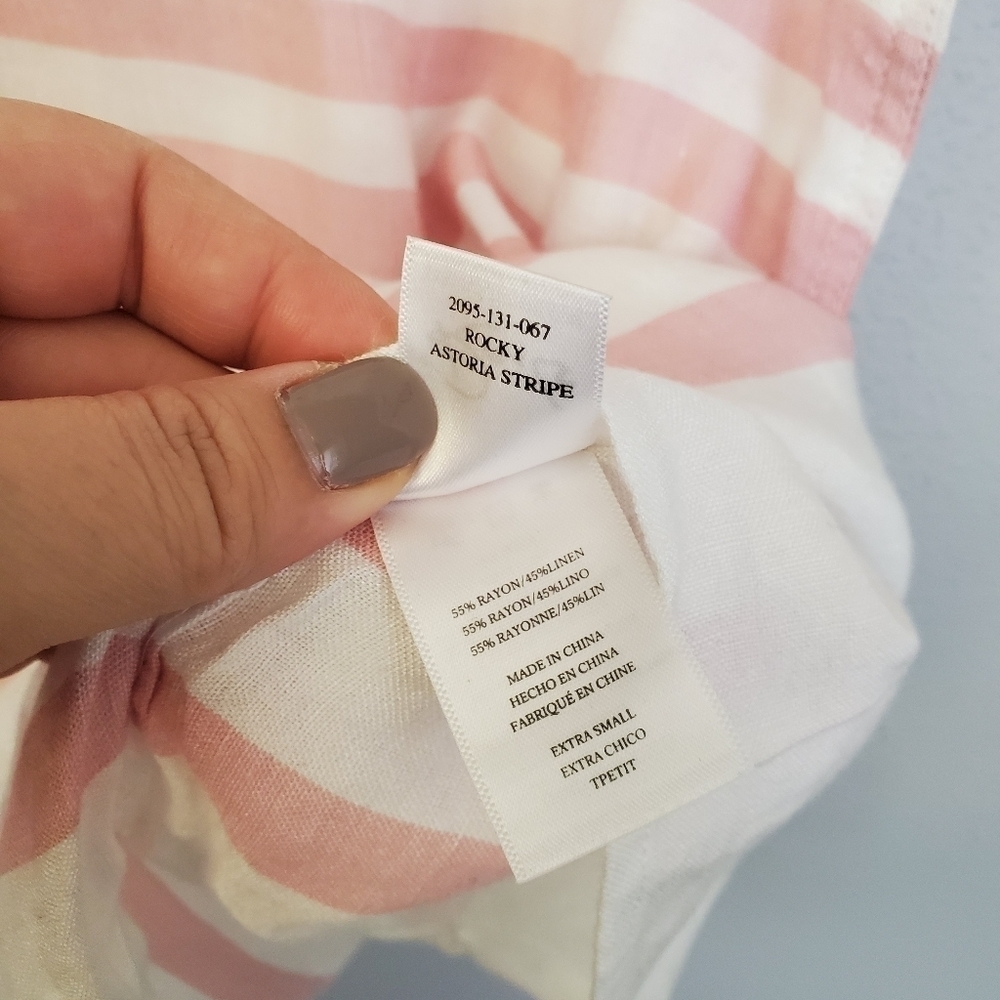 2095-131-067
ROCKY
ASTORIA STRIPE
55% RAYON/45%LINEN
55% RAYON/45%LINO
55% RAYONNE/45%LIN
MADE IN CHINA
HECHO EN CHINA
FABRIQUÉ EN CHINE
EXTRA SMALL
EXTRA CHICO
TPETIT